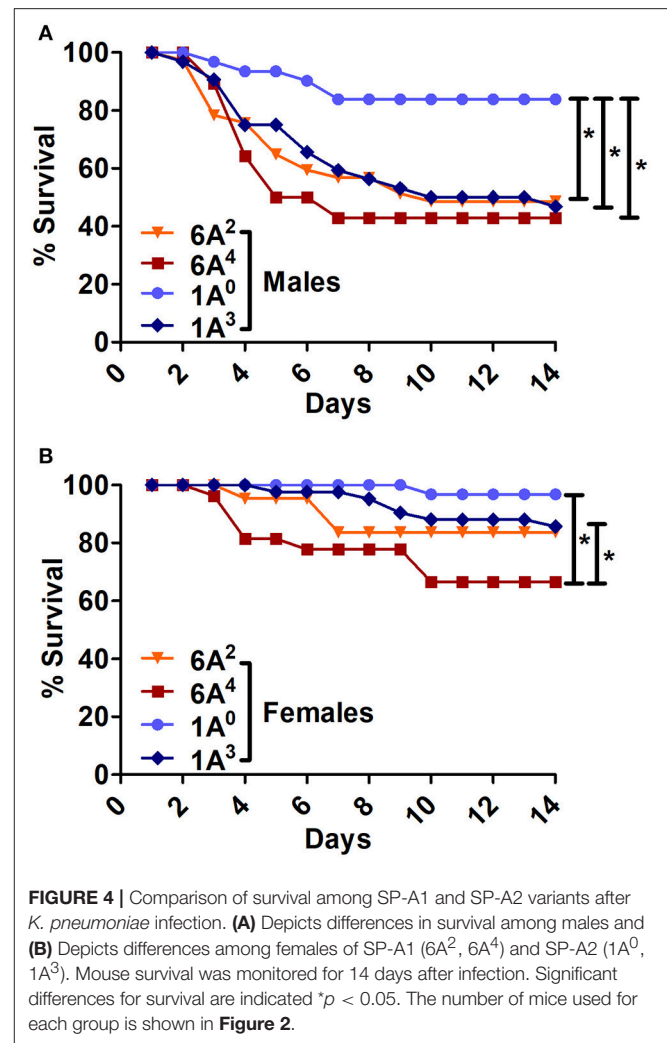 A
100
80
60
40
20
0
% Survival
6A²
6A⁴
1A⁰
1A³
Males
* * *
0 2 4 6 8 10 12 14
Days
B
100
80
60
40
20
0
% Survival
6A²
6A⁴
1A⁰
1A³
Females
* *
0 2 4 6 8 10 12 14
Days
FIGURE 4 | Comparison of survival among SP-A1 and SP-A2 variants after
K. pneumoniae infection. (A) Depicts differences in survival among males and
(B) Depicts differences among females of SP-A1 (6A², 6A⁴) and SP-A2 (1A⁰,
1A³). Mouse survival was monitored for 14 days after infection. Significant
differences for survival are indicated *p < 0.05. The number of mice used for
each group is shown in Figure 2.